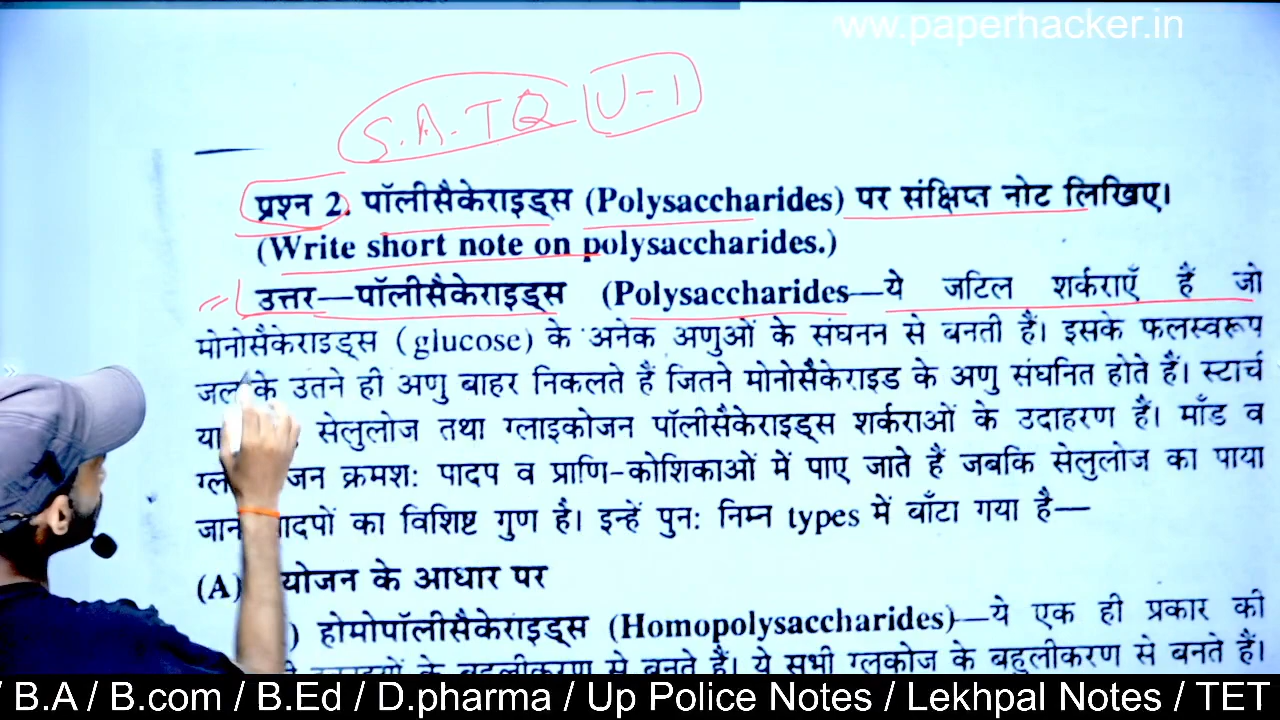 www.paperhacker.in
S.A.TQ U-1
प्रश्न 2. पॉलीसैकेराइड्स (Polysaccharides) पर संक्षिप्त नोट लिखिए।
(Write short note on polysaccharides.)
उत्तर—पॉलीसैकेराइड्स (Polysaccharides—ये जटिल शर्कराएँ हैं जो
मोनोसैकेराइड्स (glucose) के अनेक अणुओं के संघनन से बनती हैं। इसके फलस्वरूप
जल के उतने ही अणु बाहर निकलते हैं जितने मोनोसैकेराइड के अणु संघनित होते हैं। स्टार्च
या सेलुलोज तथा ग्लाइकोजन पॉलीसैकेराइड्स शर्कराओं के उदाहरण हैं। माँड व
क्रमशः पादप व प्राणि-कोशिकाओं में पाए जाते हैं जबकि सेलुलोज का पाया
का विशिष्ट गुण है। इन्हें पुनः निम्न types में बाँटा गया है—
(A) के आधार पर
होमोपॉलीसैकेराइड्स (Homopolysaccharides)—ये एक ही प्रकार की
के बहुलीकरण से बनते हैं। ये सभी ग्लूकोज के बहुलीकरण से बनते हैं।
/ B.A / B.com / B.Ed / D.pharma / Up Police Notes / Lekhpal Notes / TET